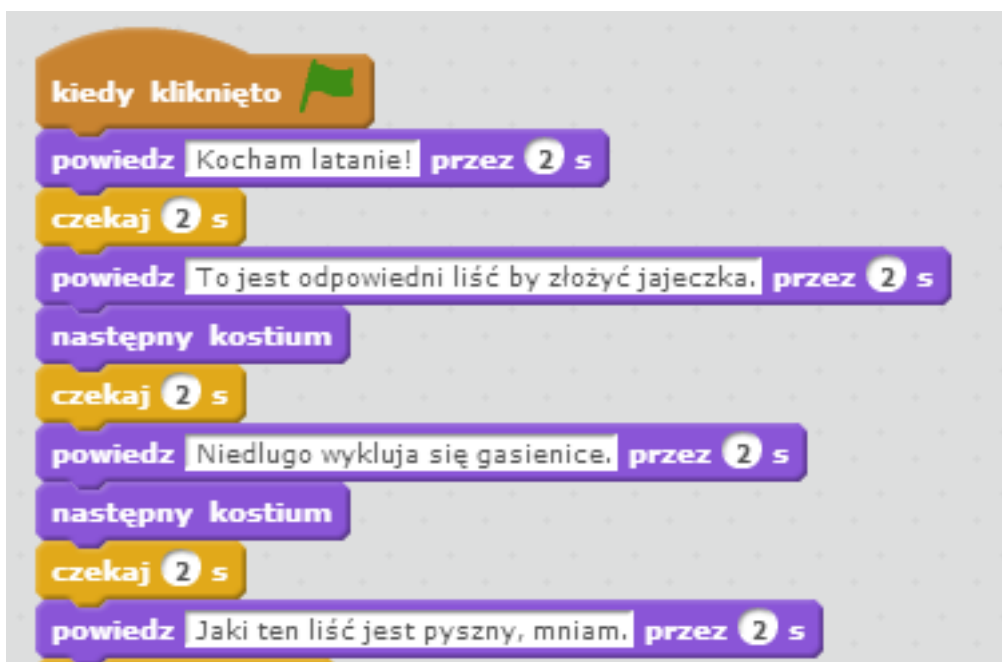 kiedy kliknięto
powiedz Kocham latanie! przez 2 s
czekaj 2 s
powiedz To jest odpowiedni liść by złożyć jajeczka. przez 2 s
następny kostium
czekaj 2 s
powiedz Niedlugo wykluja się gasienice. przez 2 s
następny kostium
czekaj 2 s
powiedz Jaki ten liść jest pyszny, mniam. przez 2 s